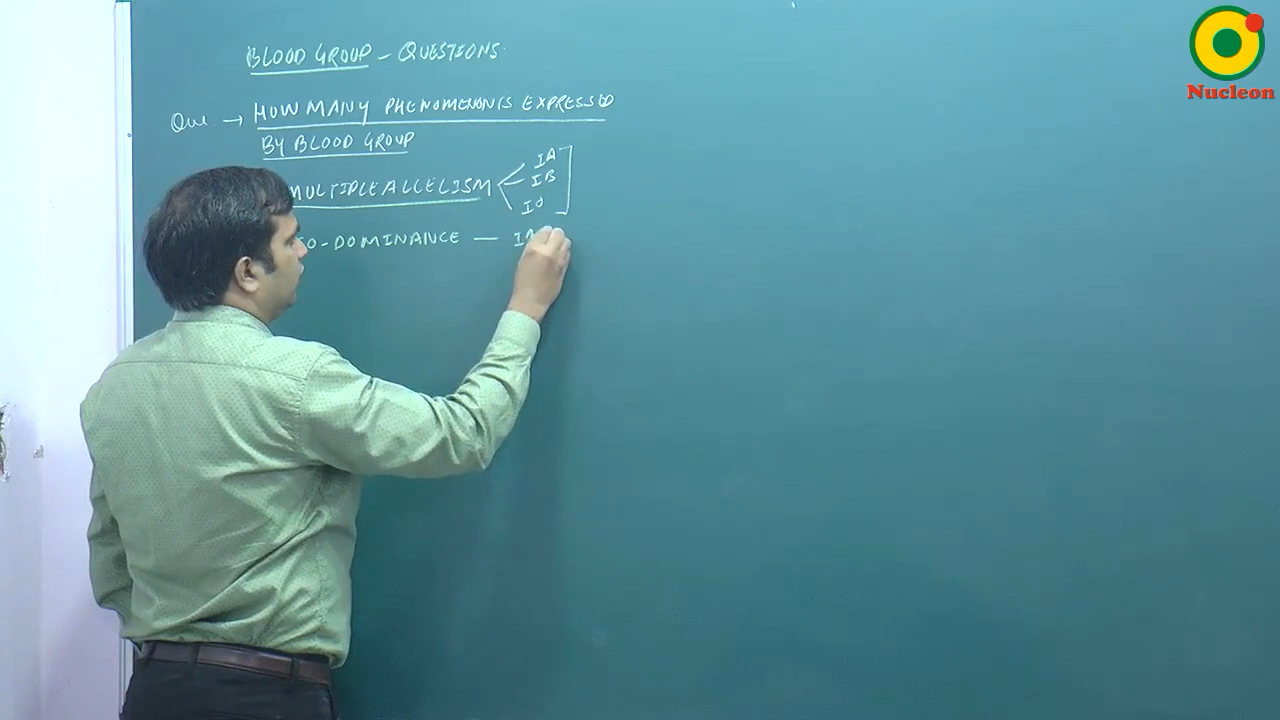 BLOOD GROUP - QUESTIONS
Que → HOW MANY PHENOMENON IS EXPRESSED
BY BLOOD GROUP
MULTIPLE ALLELISM
IA
IB
IO
O-DOMINANCE — IA
Nucleon